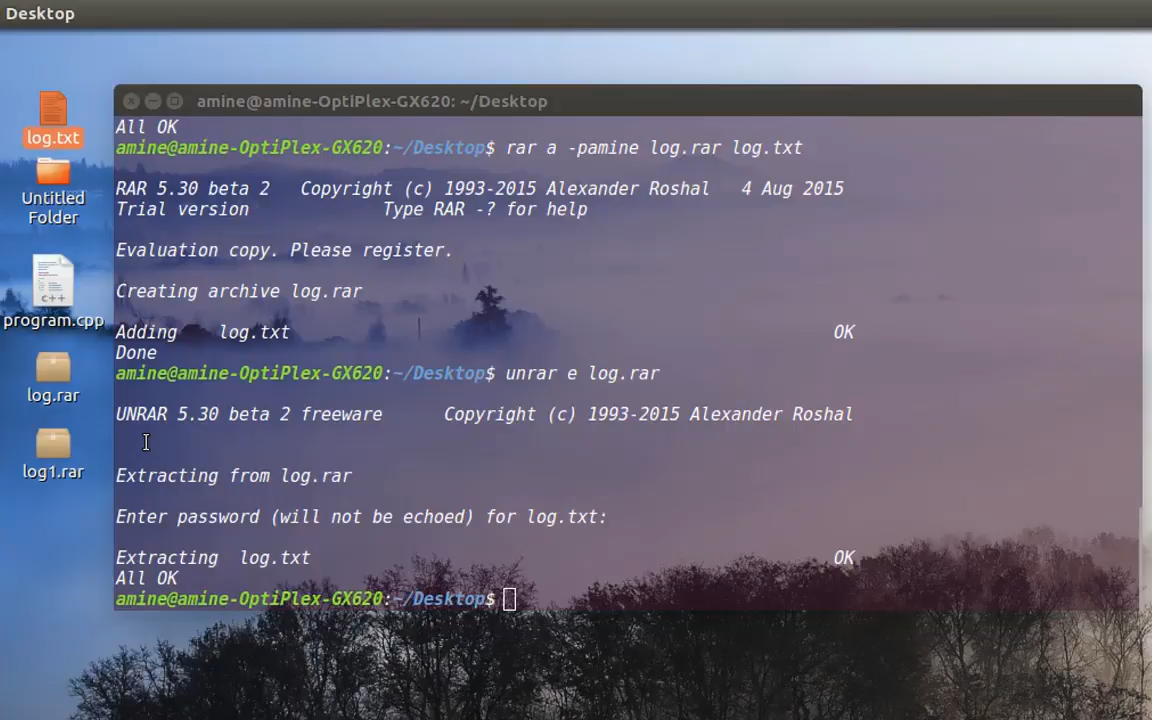 Desktop
log.txt
Untitled
Folder
C++
program.cpp
log.rar
log1.rar
amine@amine-OptiPlex-GX620: ~/Desktop
All OK
amine@amine-OptiPlex-GX620:~/Desktop$ rar a -pamine log.rar log.txt
RAR 5.30 beta 2   Copyright (c) 1993-2015 Alexander Roshal   4 Aug 2015
Trial version             Type RAR -? for help
Evaluation copy. Please register.
Creating archive log.rar
Adding    log.txt                                                     OK
Done
amine@amine-OptiPlex-GX620:~/Desktop$ unrar e log.rar
UNRAR 5.30 beta 2 freeware      Copyright (c) 1993-2015 Alexander Roshal
Extracting from log.rar
Enter password (will not be echoed) for log.txt:
Extracting  log.txt                                                   OK
All OK
amine@amine-OptiPlex-GX620:~/Desktop$